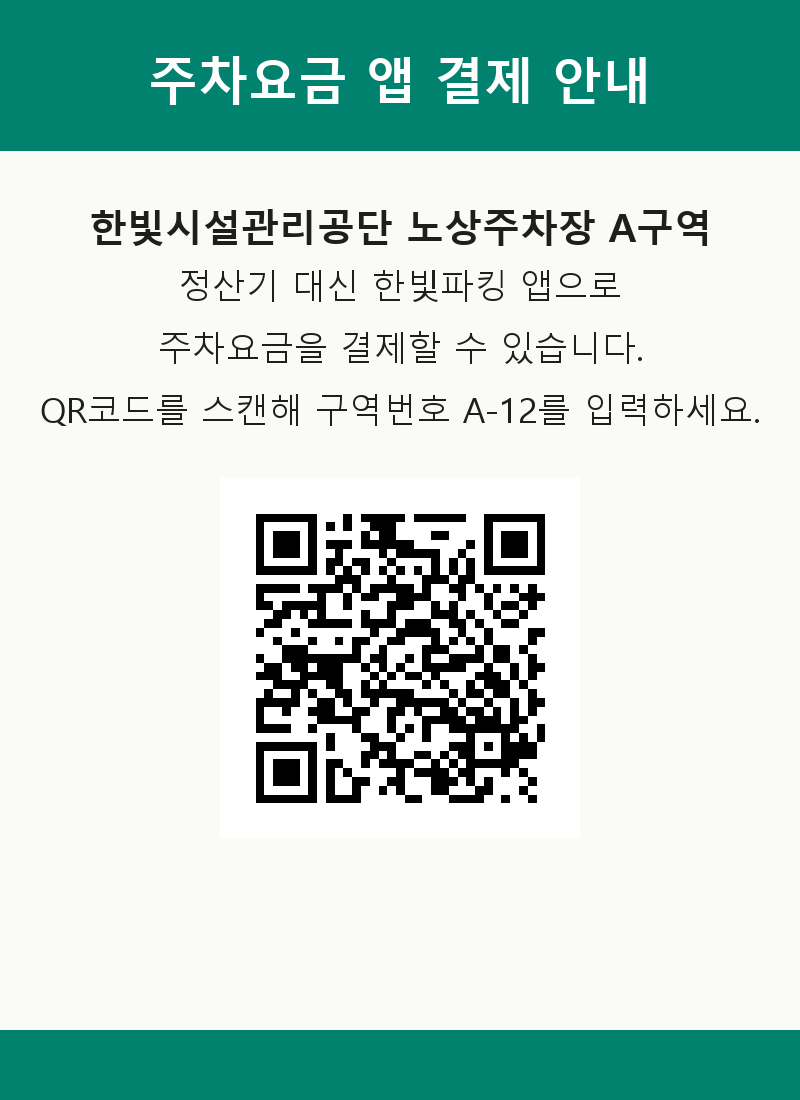 주차요금 앱 결제 안내
한빛시설관리공단 노상주차장 A구역
정산기 대신 한빛파킹 앱으로
주차요금을 결제할 수 있습니다.
QR코드를 스캔해 구역번호 A-12를 입력하세요.